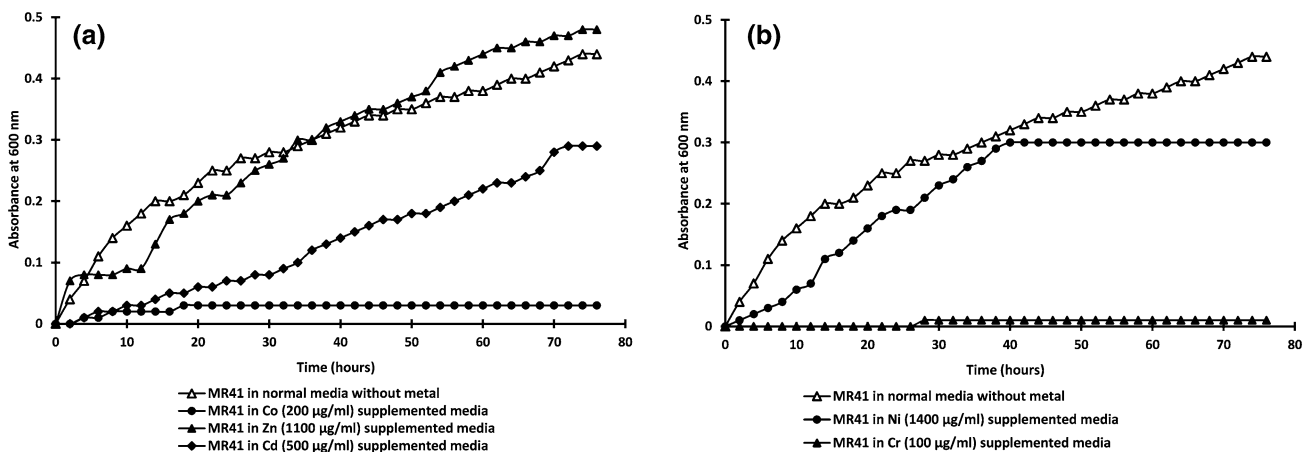 (a)
Absorbance at 600 nm
0.5
0.4
0.3
0.2
0.1
0
0 10 20 30 40 50 60 70 80
Time (hours)
MR41 in normal media without metal
MR41 in Co (200 µg/ml) supplemented media
MR41 in Zn (1100 µg/ml) supplemented media
MR41 in Cd (500 µg/ml) supplemented media
(b)
Absorbance at 600 nm
0.5
0.4
0.3
0.2
0.1
0
0 10 20 30 40 50 60 70 80
Time (hours)
MR41 in normal media without metal
MR41 in Ni (1400 µg/ml) supplemented media
MR41 in Cr (100 µg/ml) supplemented media